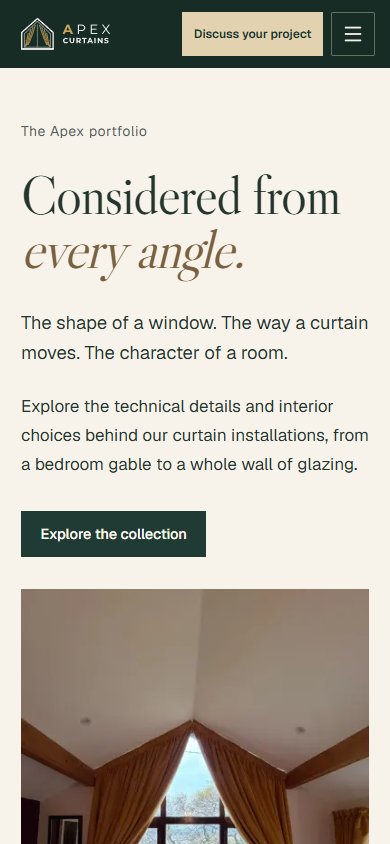 APEX
CURTAINS
Discuss your project
The Apex portfolio
Considered from
every angle.
The shape of a window. The way a curtain
moves. The character of a room.
Explore the technical details and interior
choices behind our curtain installations, from
a bedroom gable to a whole wall of glazing.
Explore the collection